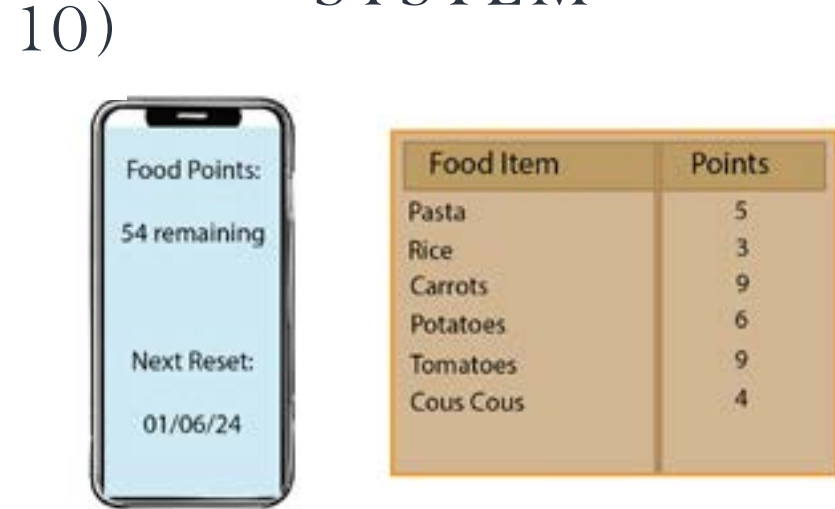 SYSTEM
10)
Food Points:
54 remaining
Next Reset:
01/06/24
Food Item Points
Pasta 5
Rice 3
Carrots 9
Potatoes 6
Tomatoes 9
Cous Cous 4